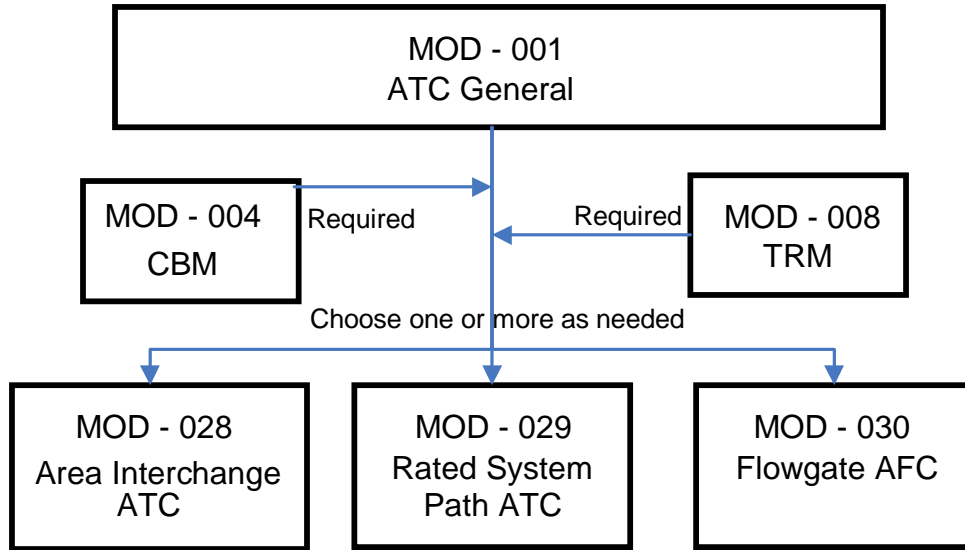 MOD - 001
ATC General
MOD - 004
CBM
Required
Required
MOD - 008
TRM
Choose one or more as needed
MOD - 028
Area Interchange
ATC
MOD - 029
Rated System
Path ATC
MOD - 030
Flowgate AFC